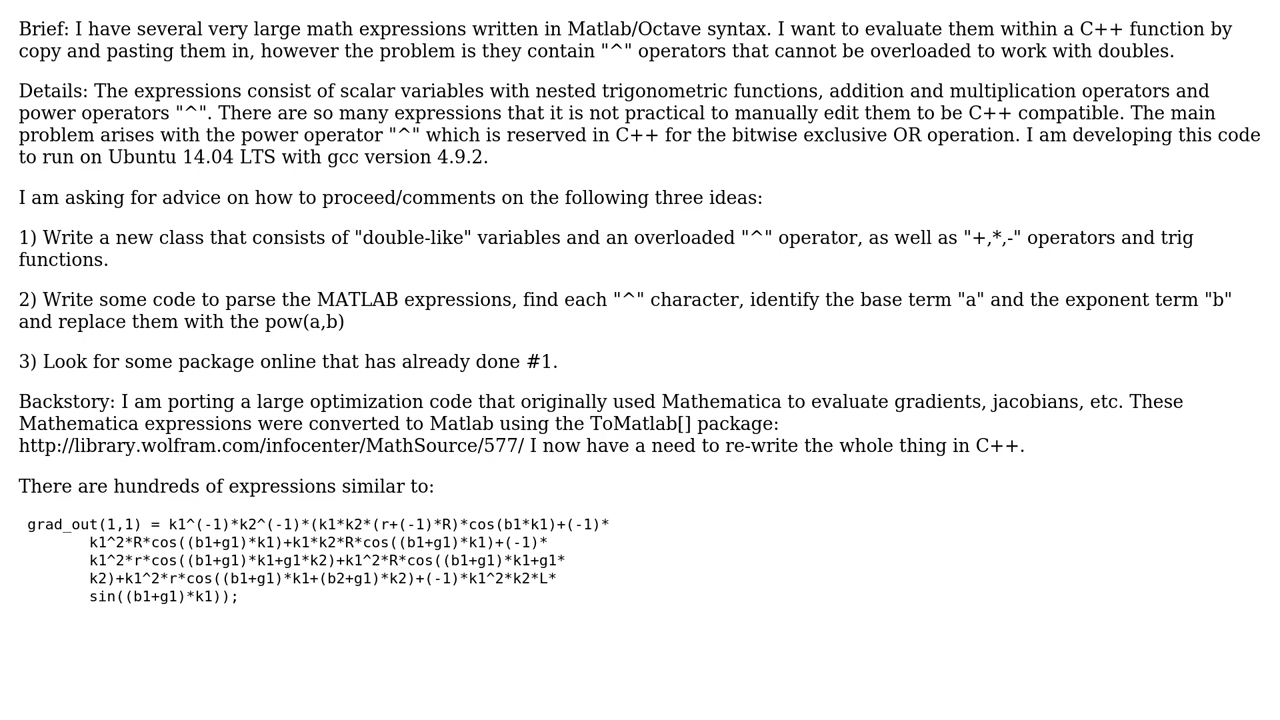 Brief: I have several very large math expressions written in Matlab/Octave syntax. I want to evaluate them within a C++ function by
copy and pasting them in, however the problem is they contain "^" operators that cannot be overloaded to work with doubles.
Details: The expressions consist of scalar variables with nested trigonometric functions, addition and multiplication operators and
power operators "^". There are so many expressions that it is not practical to manually edit them to be C++ compatible. The main
problem arises with the power operator "^" which is reserved in C++ for the bitwise exclusive OR operation. I am developing this code
to run on Ubuntu 14.04 LTS with gcc version 4.9.2.
I am asking for advice on how to proceed/comments on the following three ideas:
1) Write a new class that consists of "double-like" variables and an overloaded "^" operator, as well as "+,*,-" operators and trig
functions.
2) Write some code to parse the MATLAB expressions, find each "^" character, identify the base term "a" and the exponent term "b"
and replace them with the pow(a,b)
3) Look for some package online that has already done #1.
Backstory: I am porting a large optimization code that originally used Mathematica to evaluate gradients, jacobians, etc. These
Mathematica expressions were converted to Matlab using the ToMatlab[] package:
http://library.wolfram.com/infocenter/MathSource/577/ I now have a need to re-write the whole thing in C++.
There are hundreds of expressions similar to:
grad_out(1,1) = k1^(-1)*k2^(-1)*(k1*k2*(r+(-1)*R)*cos(b1*k1)+(-1)*
k1^2*R*cos((b1+g1)*k1)+k1*k2*R*cos((b1+g1)*k1)+(-1)*
k1^2*r*cos((b1+g1)*k1+g1*k2)+k1^2*R*cos((b1+g1)*k1+g1*
k2)+k1^2*r*cos((b1+g1)*k1+(b2+g1)*k2)+(-1)*k1^2*k2*L*
sin((b1+g1)*k1));